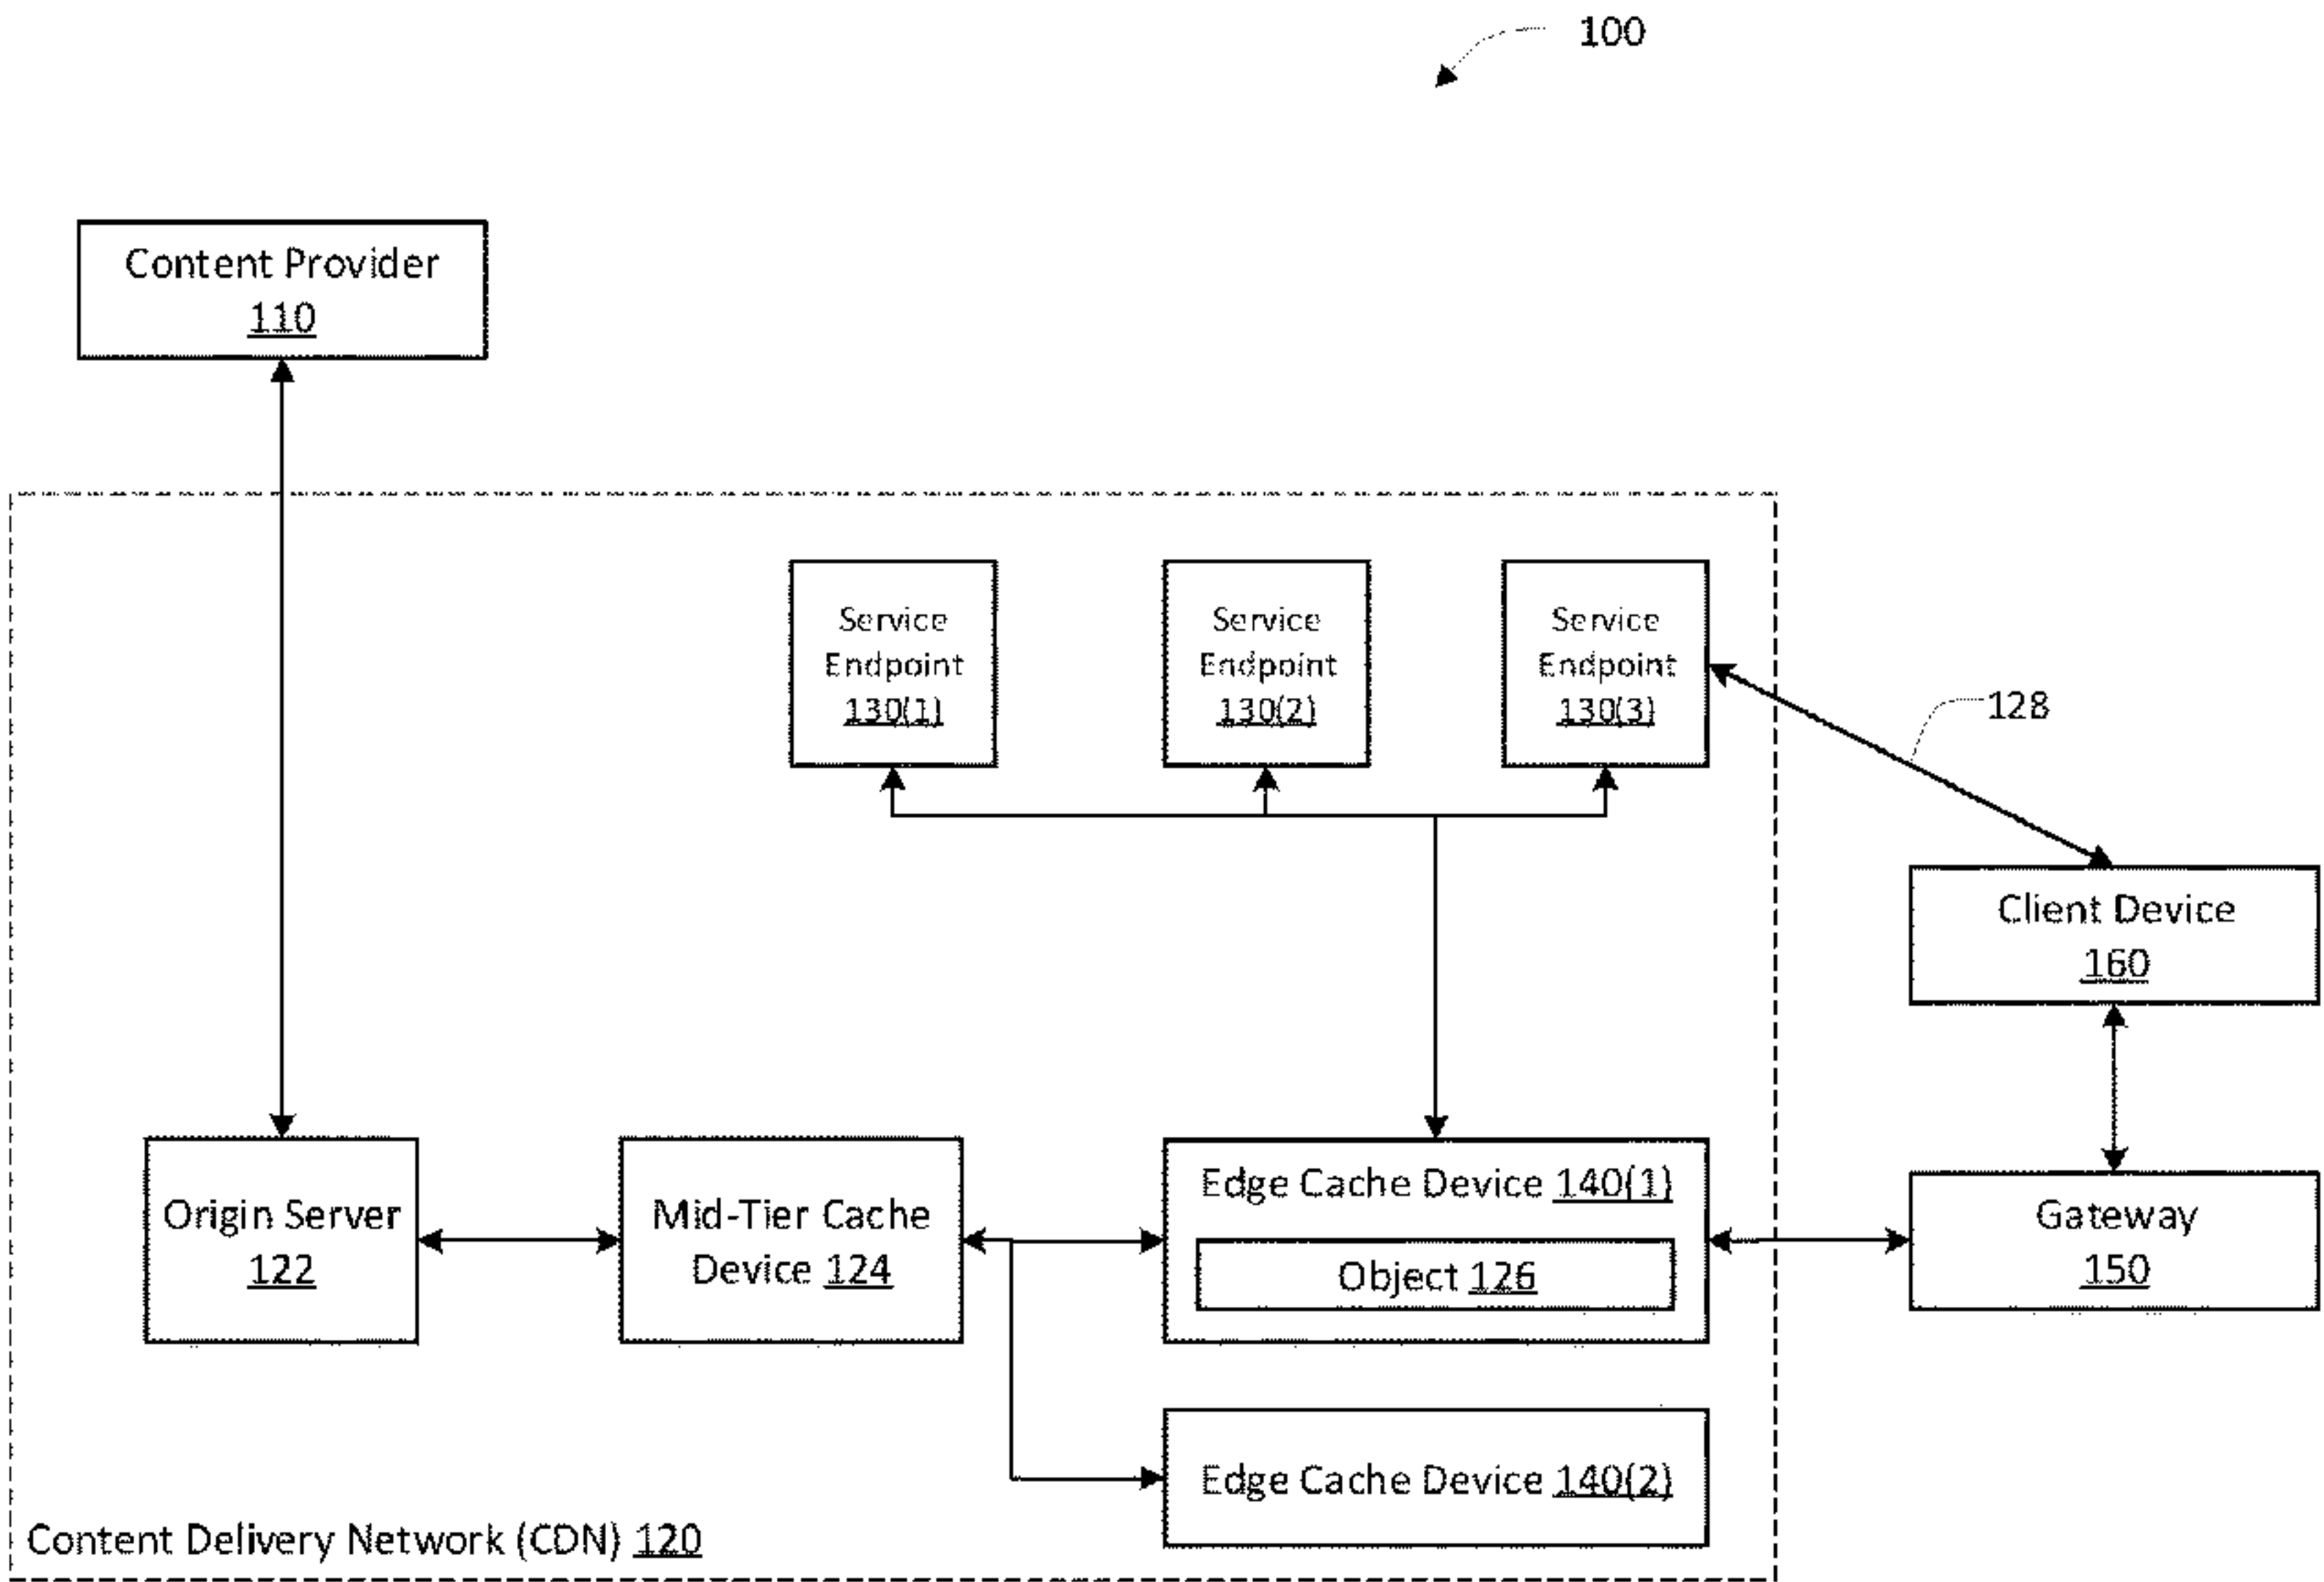 100
Content Provider
110
Service
Endpoint
130(1)
Service
Endpoint
130(2)
Service
Endpoint
130(3)
128
Client Device
160
Origin Server
122
Mid-Tier Cache
Device 124
Edge Cache Device 140(1)
Object 126
Gateway
150
Edge Cache Device 140(2)
Content Delivery Network (CDN) 120